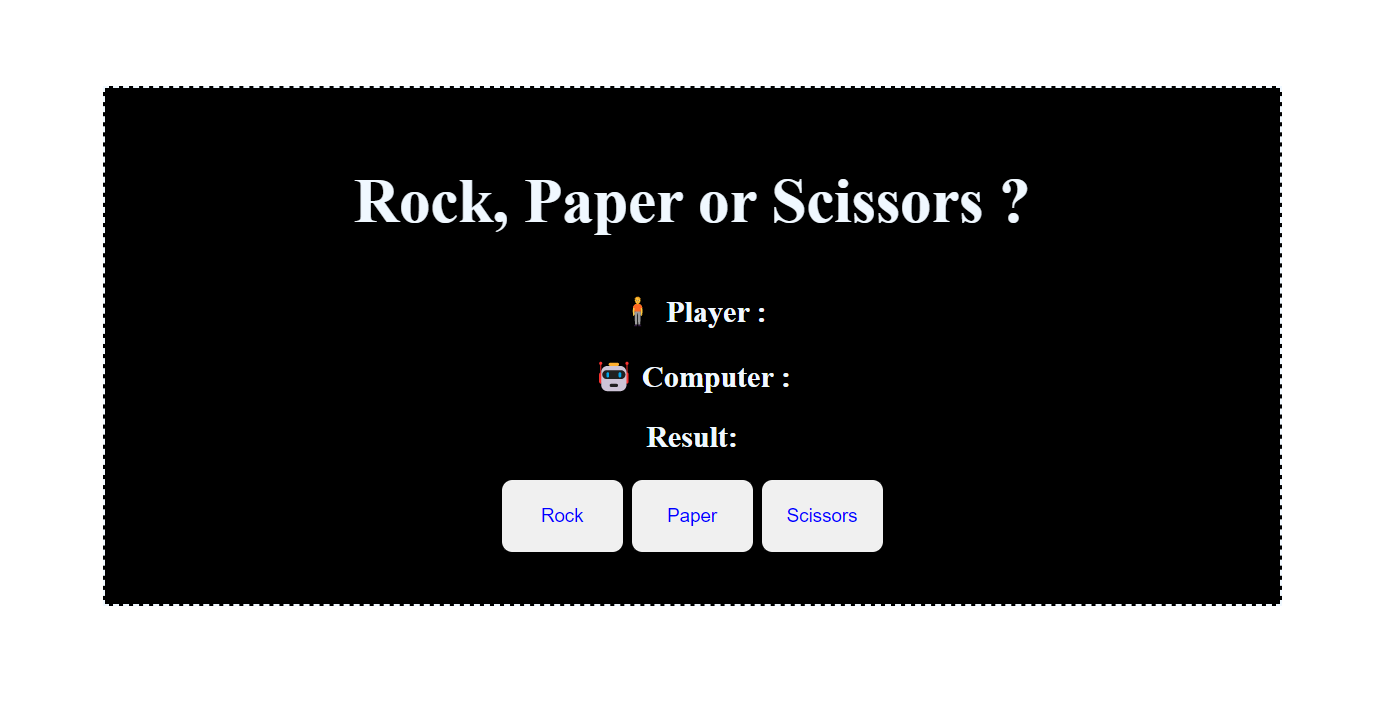 Rock, Paper or Scissors ?
Player :
Computer :
Result:
Rock Paper Scissors